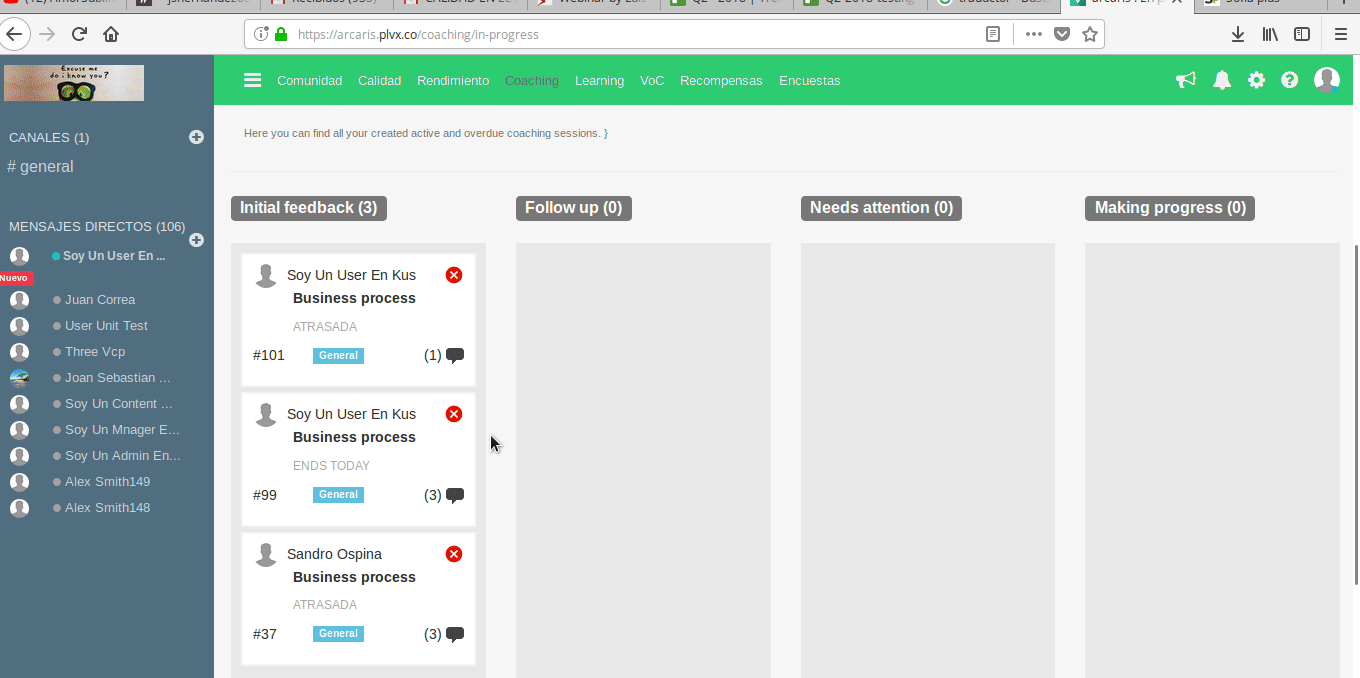 https://arcaris.plvx.co/coaching/in-progress
Excuse me
do i know you?
Comunidad Calidad Rendimiento Coaching Learning VoC Recompensas Encuestas
CANALES (1)
# general
MENSAJES DIRECTOS (106)
Soy Un User En ...
Nuevo
Juan Correa
User Unit Test
Three Vcp
Joan Sebastian ...
Soy Un Content ...
Soy Un Mnager E...
Soy Un Admin En...
Alex Smith149
Alex Smith148
Here you can find all your created active and overdue coaching sessions. }
Initial feedback (3)
Soy Un User En Kus
Business process
ATRASADA
#101 General (1)
Soy Un User En Kus
Business process
ENDS TODAY
#99 General (3)
Sandro Ospina
Business process
ATRASADA
#37 General (3)
Follow up (0)
Needs attention (0)
Making progress (0)